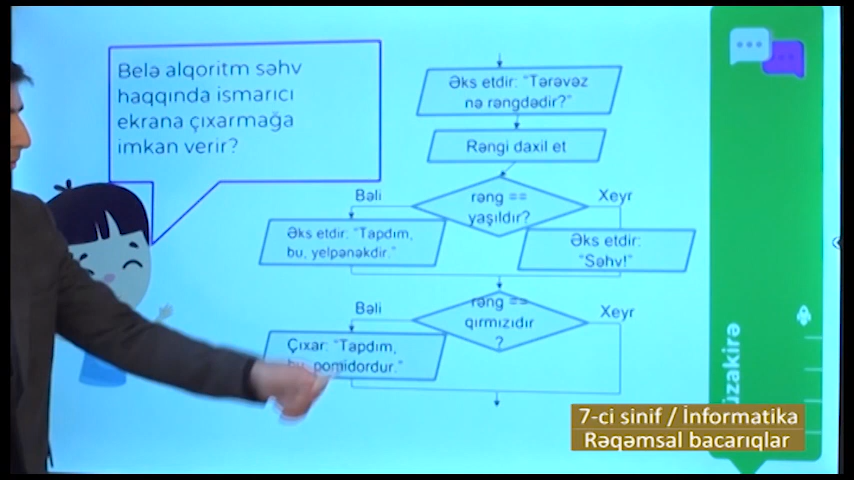 Belə alqoritm səhv
haqqında ismarıcı
ekrana çıxarmağa
imkan verir?
Əks etdir: “Tərəvəz
nə rəngdədir?”
Rəngi daxil et
Bəli
rəng ==
yaşıldır?
Xeyr
Əks etdir: “Tapdım,
bu, yelpənəkdir.”
Əks etdir:
“Səhv!”
Bəli
rəng ==
qırmızıdır
?
Xeyr
Çıxar: “Tapdım,
bu, pomidordur.”
üzakirə
7-ci sinif / İnformatika
Rəqəmsal bacarıqlar